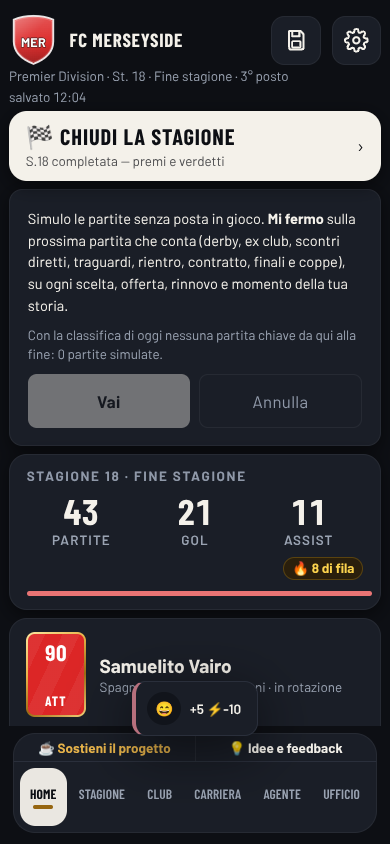 MER
FC MERSEYSIDE
Premier Division · St. 18 · Fine stagione · 3° posto
salvato 12:04
🏁 CHIUDI LA STAGIONE
S.18 completata — premi e verdetti
›
Simulo le partite senza posta in gioco. Mi fermo sulla
prossima partita che conta (derby, ex club, scontri
diretti, traguardi, rientro, contratto, finali e coppe),
su ogni scelta, offerta, rinnovo e momento della tua
storia.
Con la classifica di oggi nessuna partita chiave da qui alla
fine: 0 partite simulate.
Vai
Annulla
STAGIONE 18 · FINE STAGIONE
43 21 11
PARTITE GOL ASSIST
🔥 8 di fila
90
ATT
Samuelito Vairo
· in rotazione
😄 +5 ⚡-10
☕ Sostieni il progetto
💡 Idee e feedback
HOME STAGIONE CLUB CARRIERA AGENTE UFFICIO